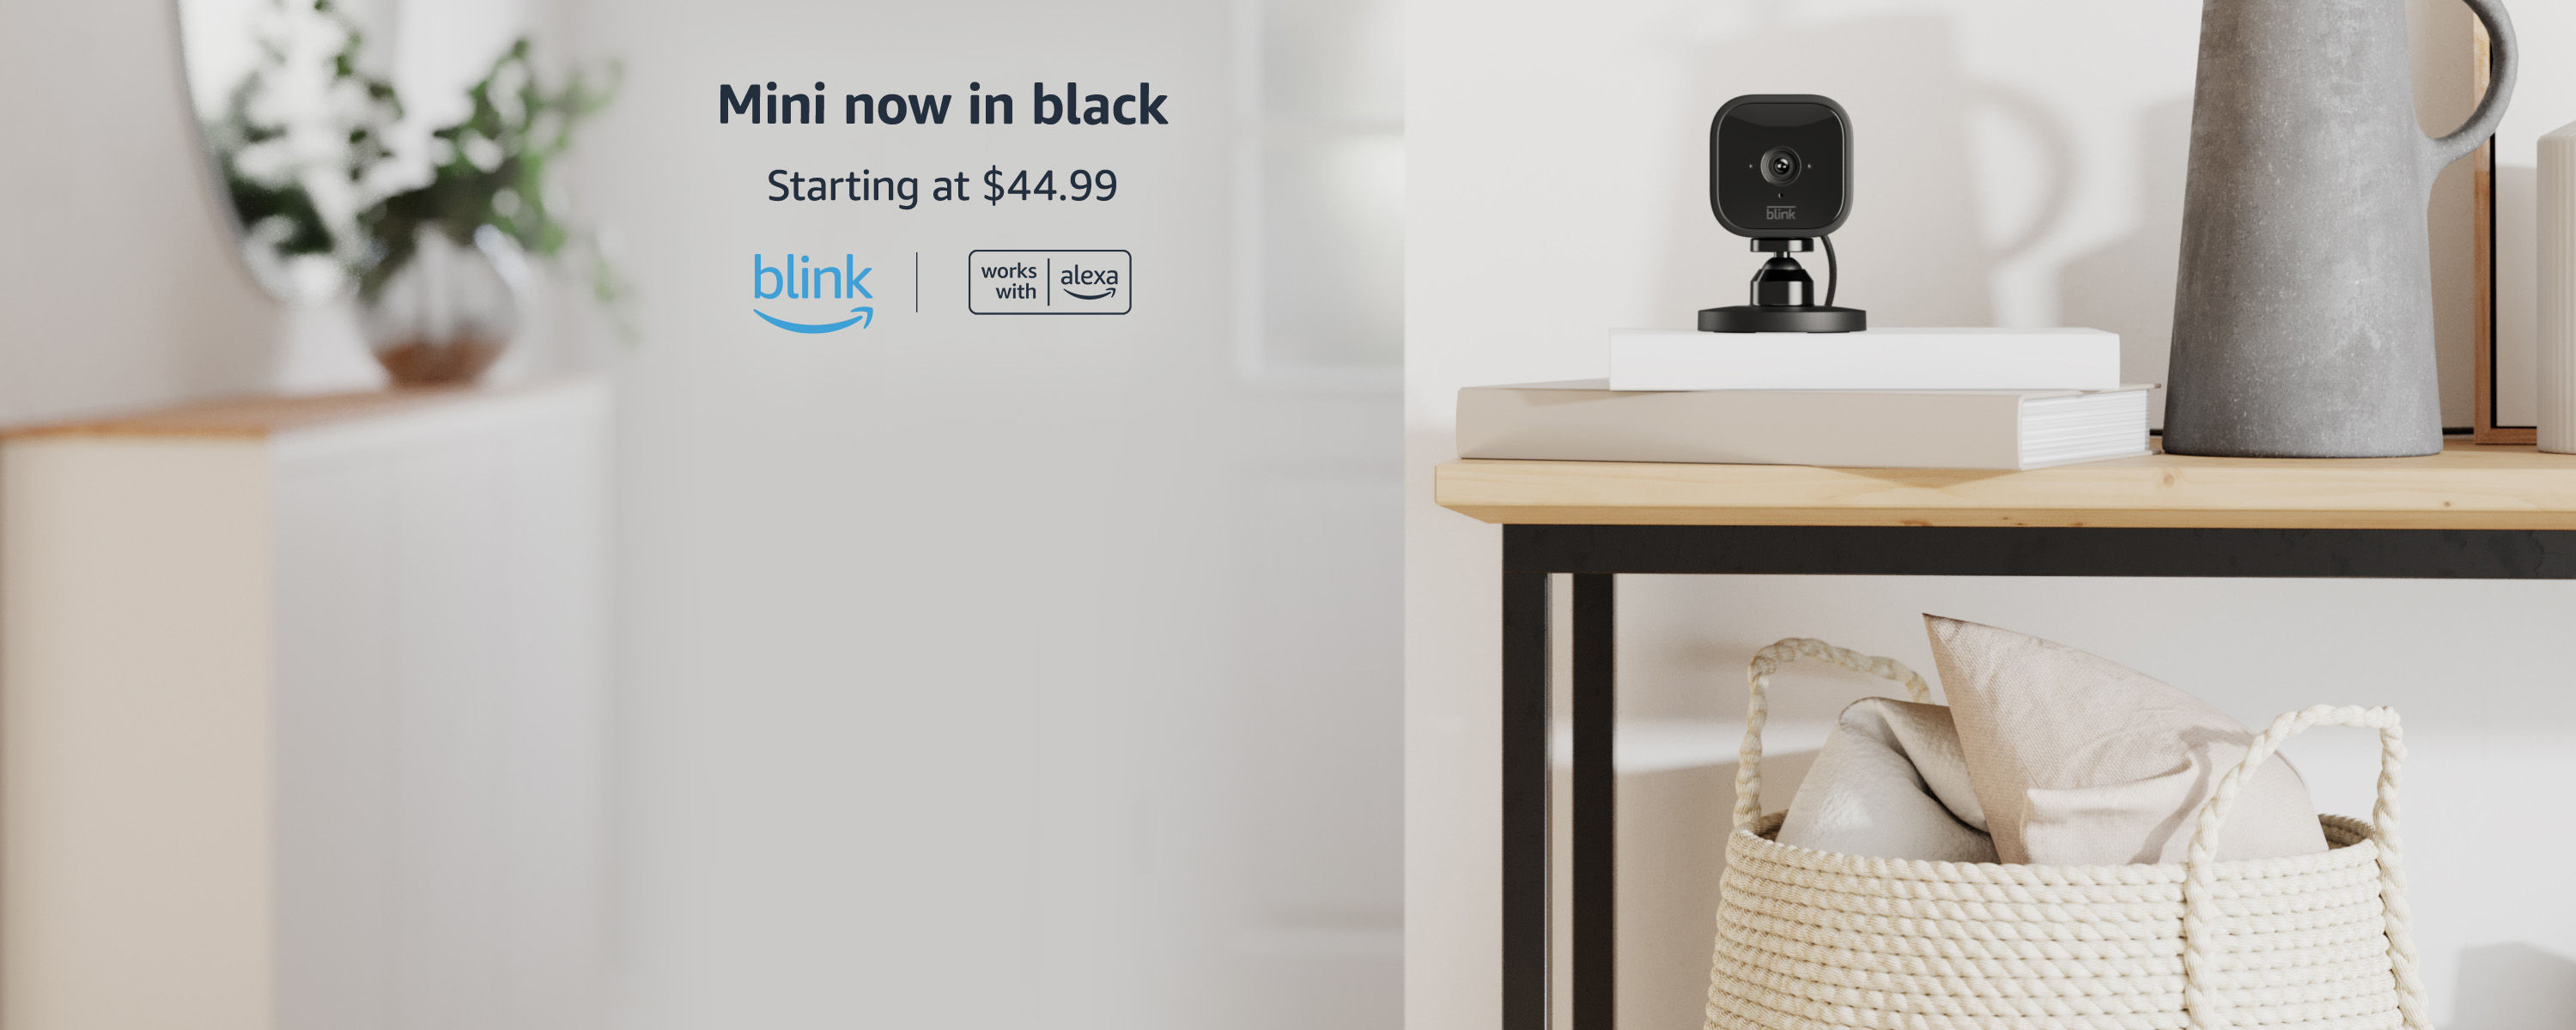 Mini now in black
Starting at $44.99
blink
works with
alexa
blink